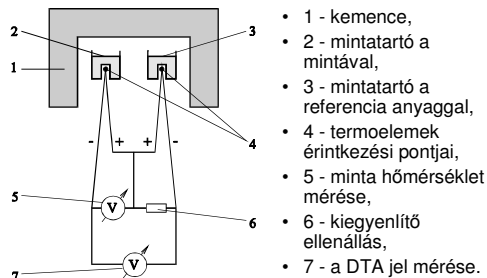 2
3
1
4
- + + -
5
V
6
7
V
• 1 - kemence,
• 2 - mintatartó a
mintával,
• 3 - mintatartó a
referencia anyaggal,
• 4 - termoelemek
érintkezési pontjai,
• 5 - minta hőmérséklet
mérése,
• 6 - kiegyenlítő
ellenállás,
• 7 - a DTA jel mérése.